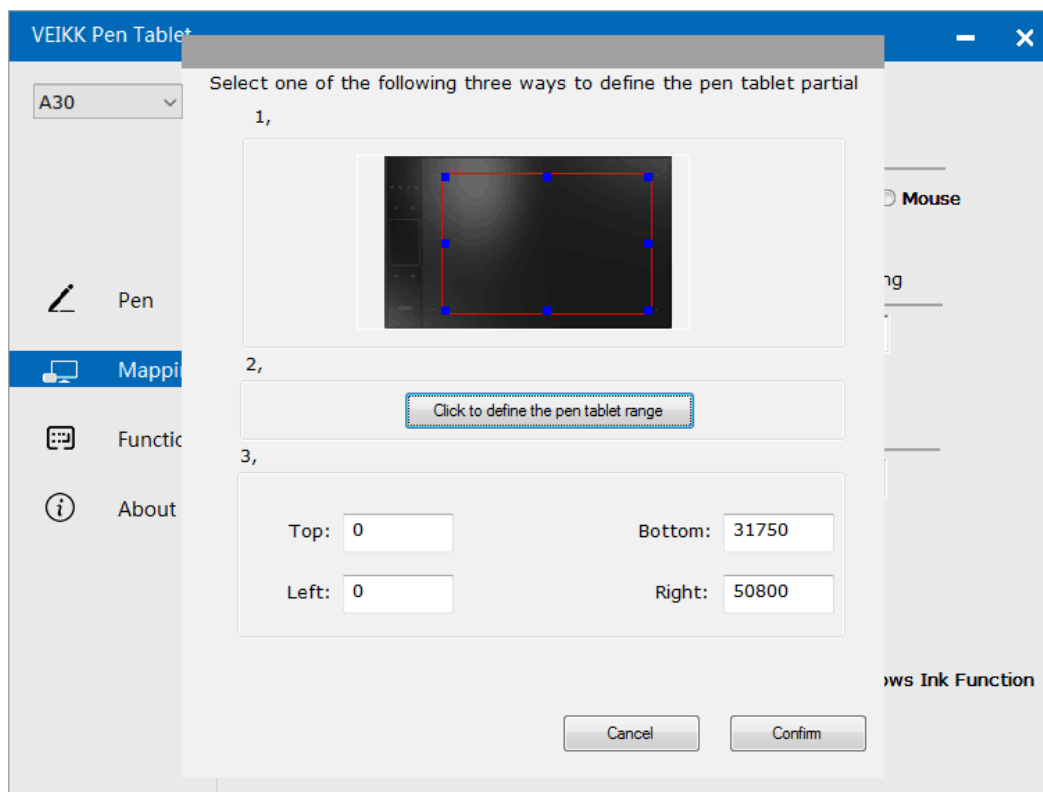 VEIKK Pen Tablet
Select one of the following three ways to define the pen tablet partial
A30
1,
Mouse
ng
Pen
Mappi
2,
Click to define the pen tablet range
Functio
3,
About
Top: 0
Bottom: 31750
Left: 0
Right: 50800
ows Ink Function
Cancel
Confirm